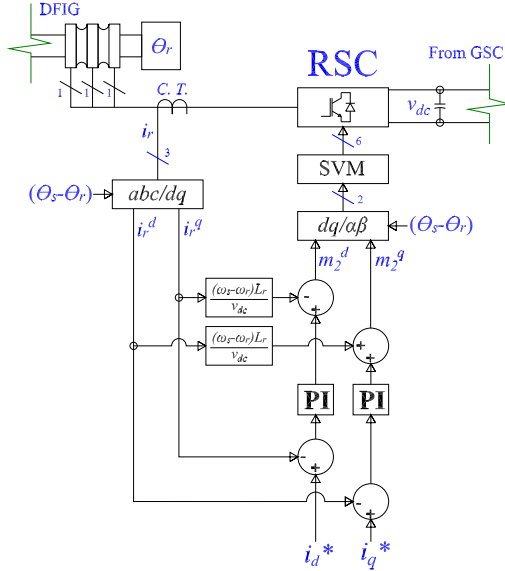 DFIG
Θr
From GSC
RSC
1 1 1
C. T.
vdc
ir
6
3
SVM
2
(Θs-Θr)
abc/dq
dq/αβ
(Θs-Θr)
ird
irq
m2d
m2q
(ωs-ωr)Lr
vdc
-
(ωs-ωr)Lr
vdc
+
+
PI
PI
-
+
-
+
id*
iq*